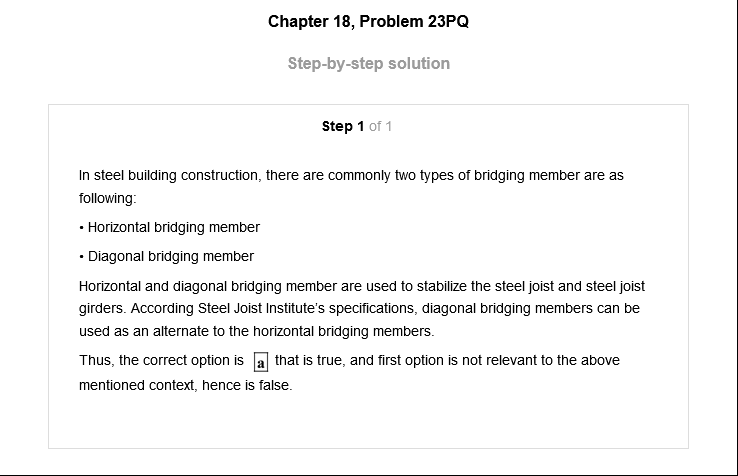 Chapter 18, Problem 23PQ
Step-by-step solution
Step 1 of 1
In steel building construction, there are commonly two types of bridging member are as
following:
• Horizontal bridging member
• Diagonal bridging member
Horizontal and diagonal bridging member are used to stabilize the steel joist and steel joist
girders. According Steel Joist Institute's specifications, diagonal bridging members can be
used as an alternate to the horizontal bridging members.
Thus, the correct option is a that is true, and first option is not relevant to the above
mentioned context, hence is false.